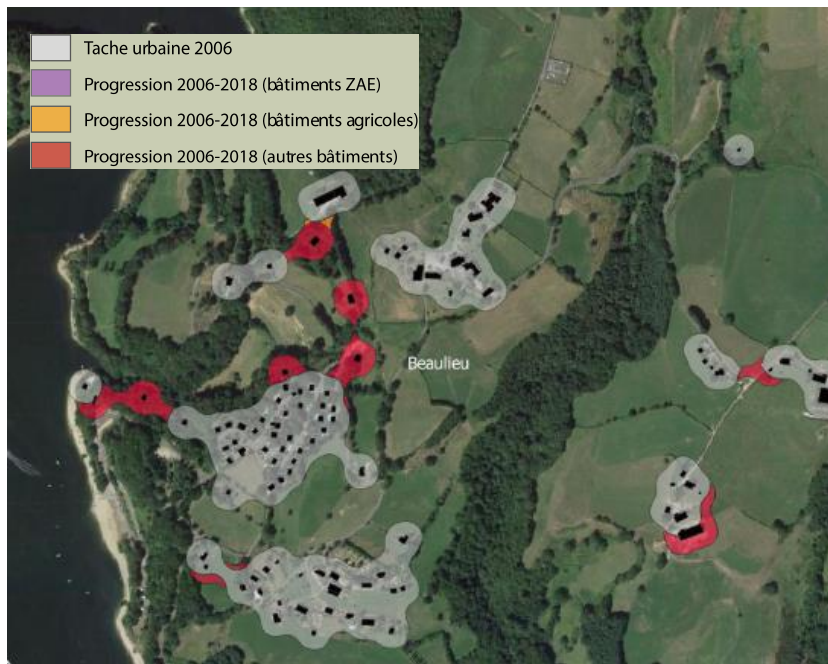 Tache urbaine 2006
Progression 2006-2018 (bâtiments ZAE)
Progression 2006-2018 (bâtiments agricoles)
Progression 2006-2018 (autres bâtiments)
Beaulieu